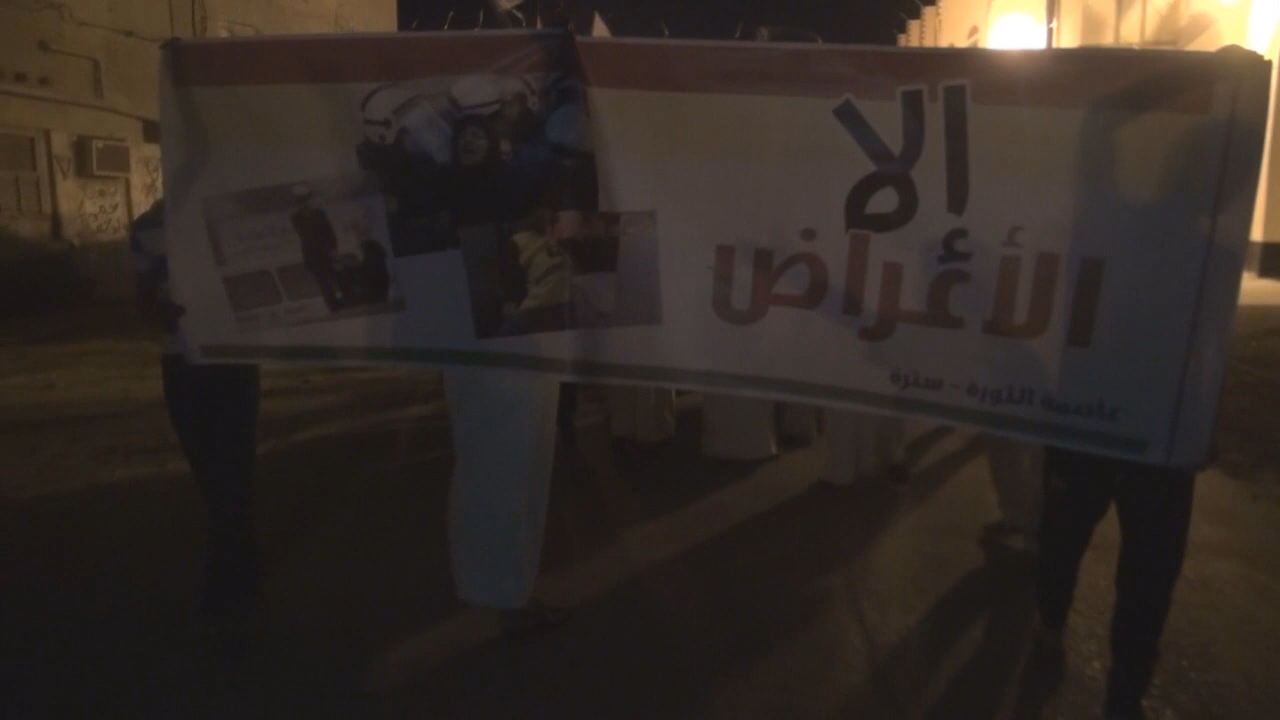 إلا
الأعراض
عاصمة الثورة - سترة